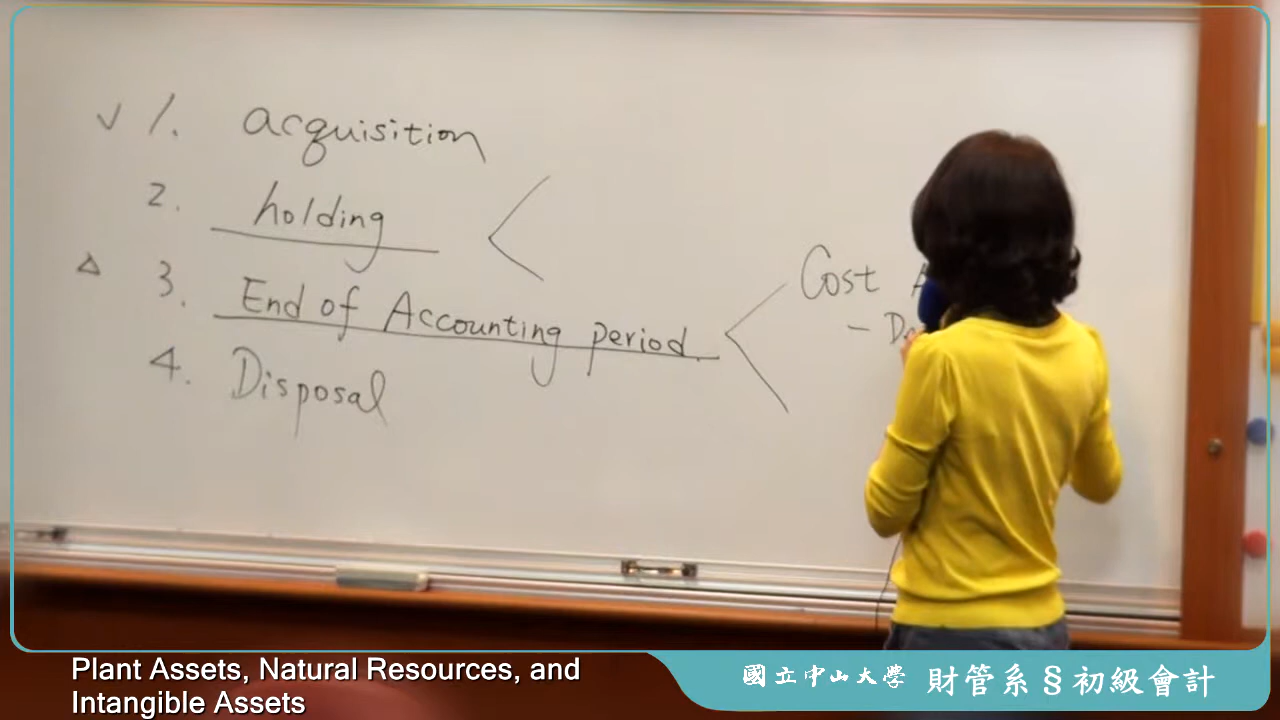 ✓ 1. acquisition
2. holding
△ 3. End of Accounting period
4. Disposal
Cost
Plant Assets, Natural Resources, and
Intangible Assets
國立中山大學 財管系§初級會計